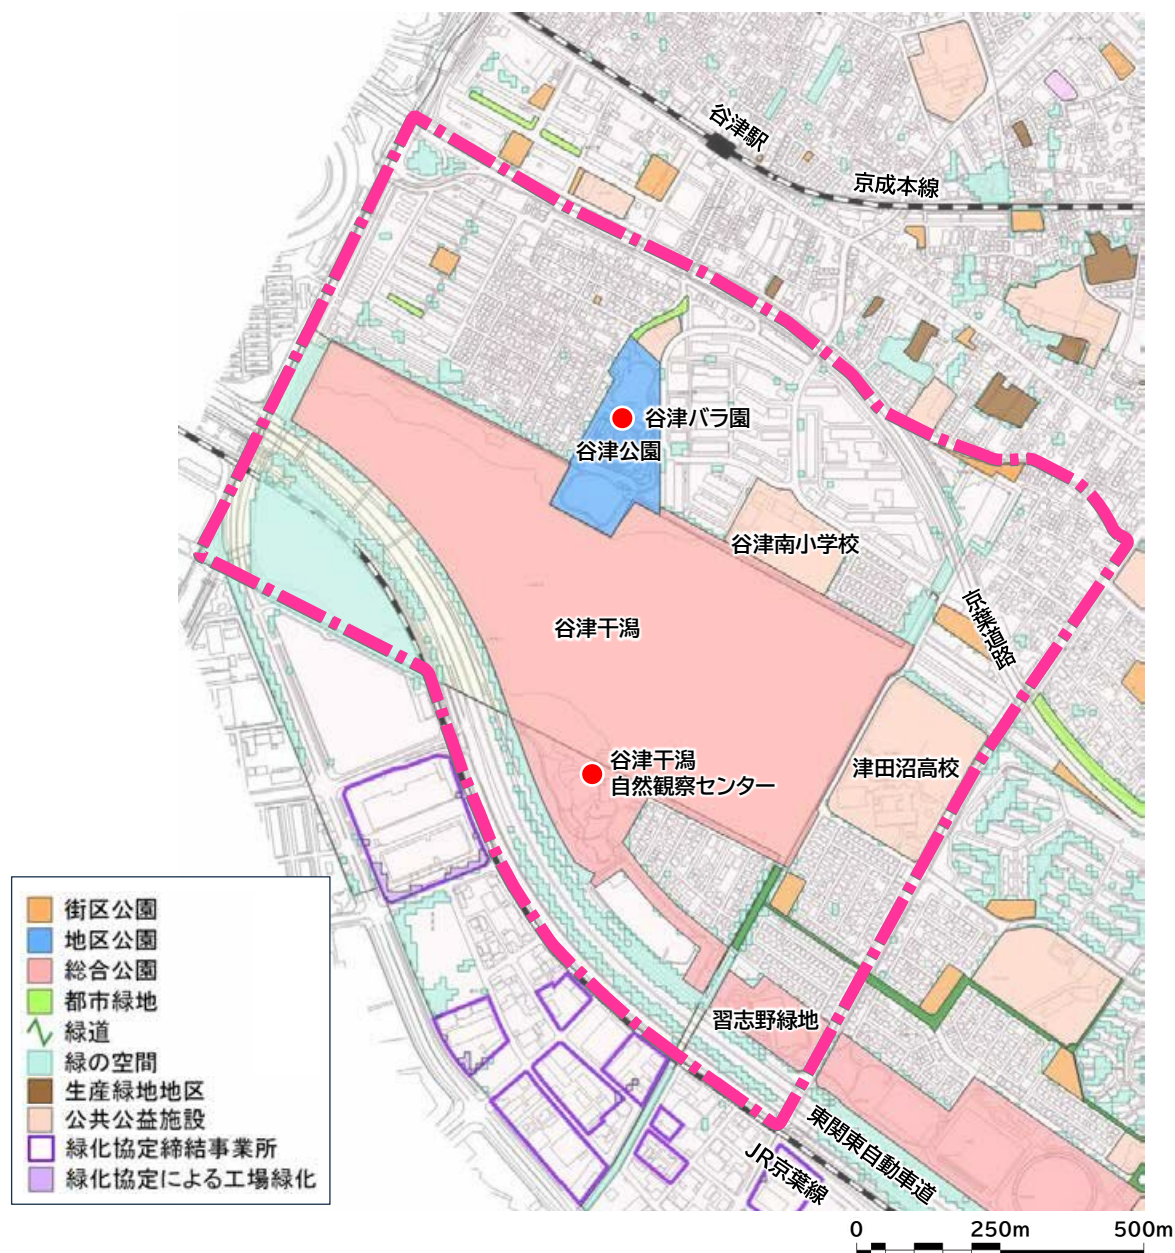 谷津駅
京成本線
谷津バラ園
谷津公園
谷津南小学校
京葉道路
谷津干潟
谷津干潟
自然観察センター
津田沼高校
習志野緑地
東関東自動車道
JR京葉線
街区公園
地区公園
総合公園
都市緑地
緑道
緑の空間
生産緑地地区
公共公益施設
緑化協定締結事業所
緑化協定による工場緑化
0 250m 500m